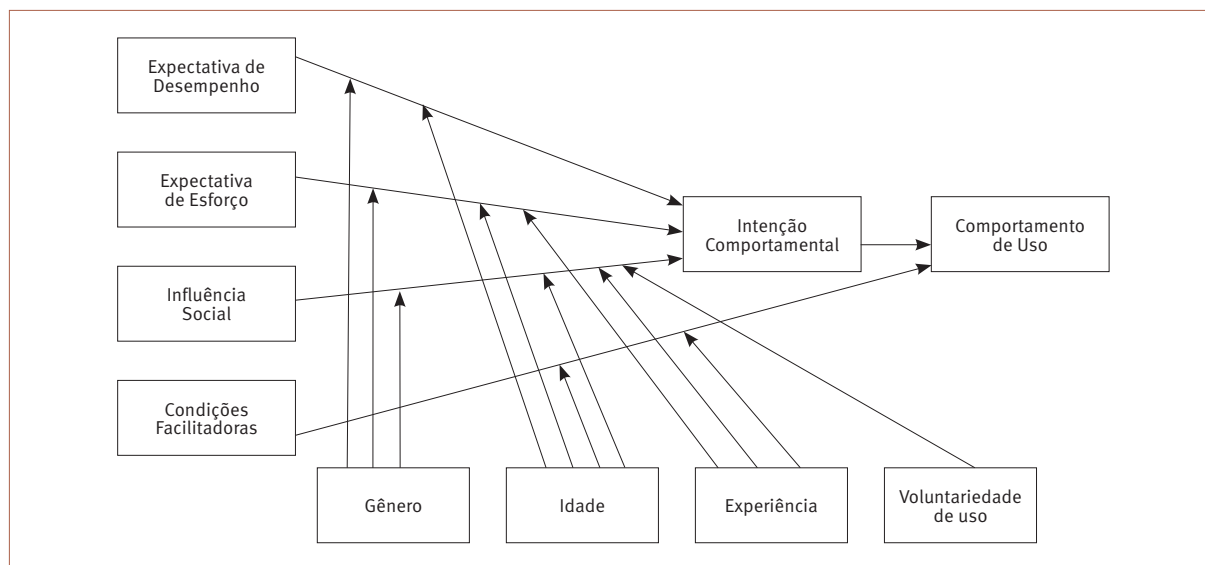 Expectativa de
Desempenho
Expectativa
de Esforço
Influência
Social
Condições
Facilitadoras
Intenção
Comportamental
Comportamento
de Uso
Gênero
Idade
Experiência
Voluntariedade
de uso